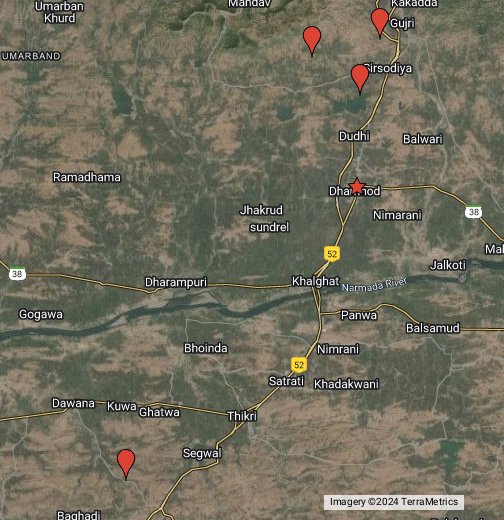 Umarban
Khurd
Mandav
Kakadda
Gujri
UMARBAND
Sirsodiya
Dudhi
Balwari
Ramadhama
38
Jhakrud
Nimarani
sundrel
52
38
Jalkoti
Dharampuri
Khalghat
Narmada River
Gogawa
Panwa
Balsamud
Bhoinda
Nimrani
52
Satrati
Khadakwani
Dawana
Kuwa
Ghatwa
Thikri
Segwal
Imagery ©2024 TerraMetrics
Baghadi